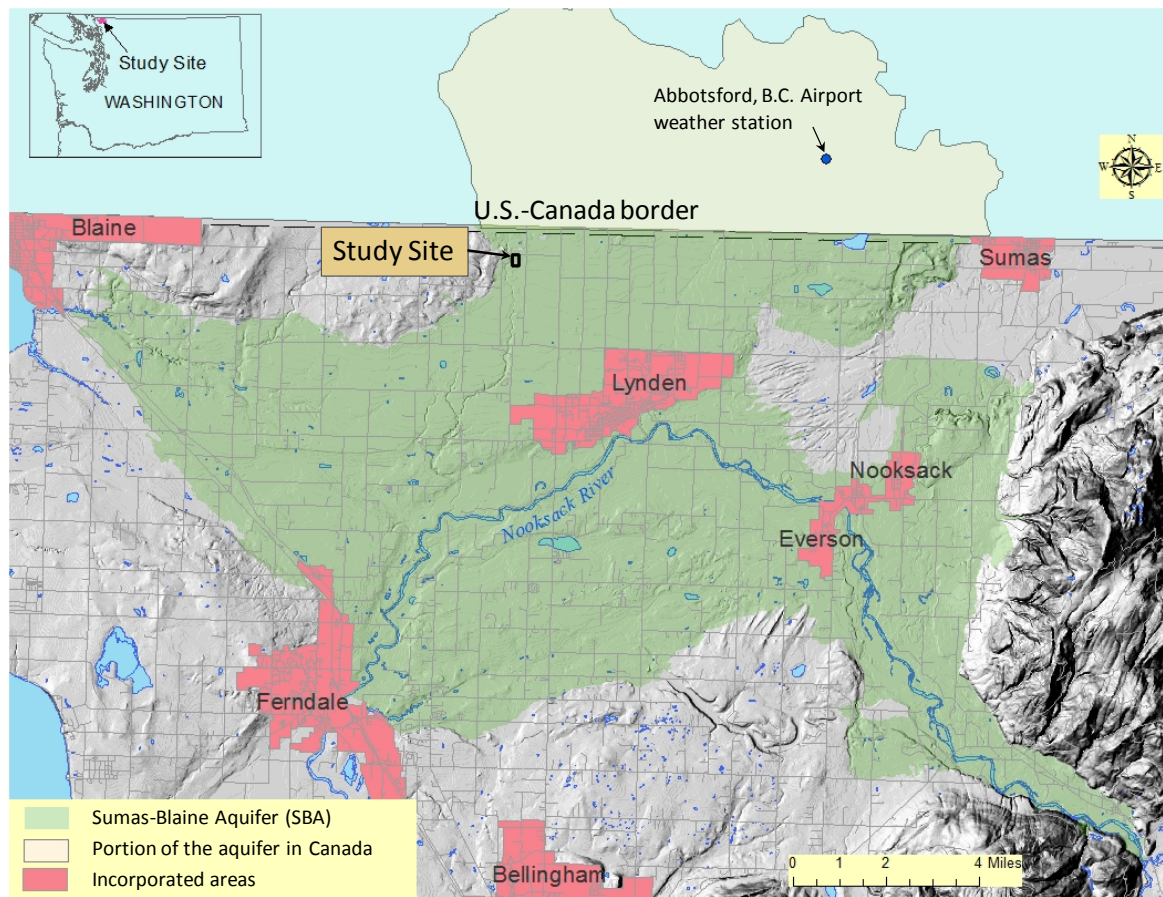 Study Site
WASHINGTON
Abbotsford, B.C. Airport
weather station
N
W E
S
U.S.-Canada border
Blaine
Study Site
Sumas
Lynden
Nooksack
Nooksack River
Everson
Ferndale
Sumas-Blaine Aquifer (SBA)
Portion of the aquifer in Canada
Incorporated areas
Bellingham
0 1 2 4 Miles